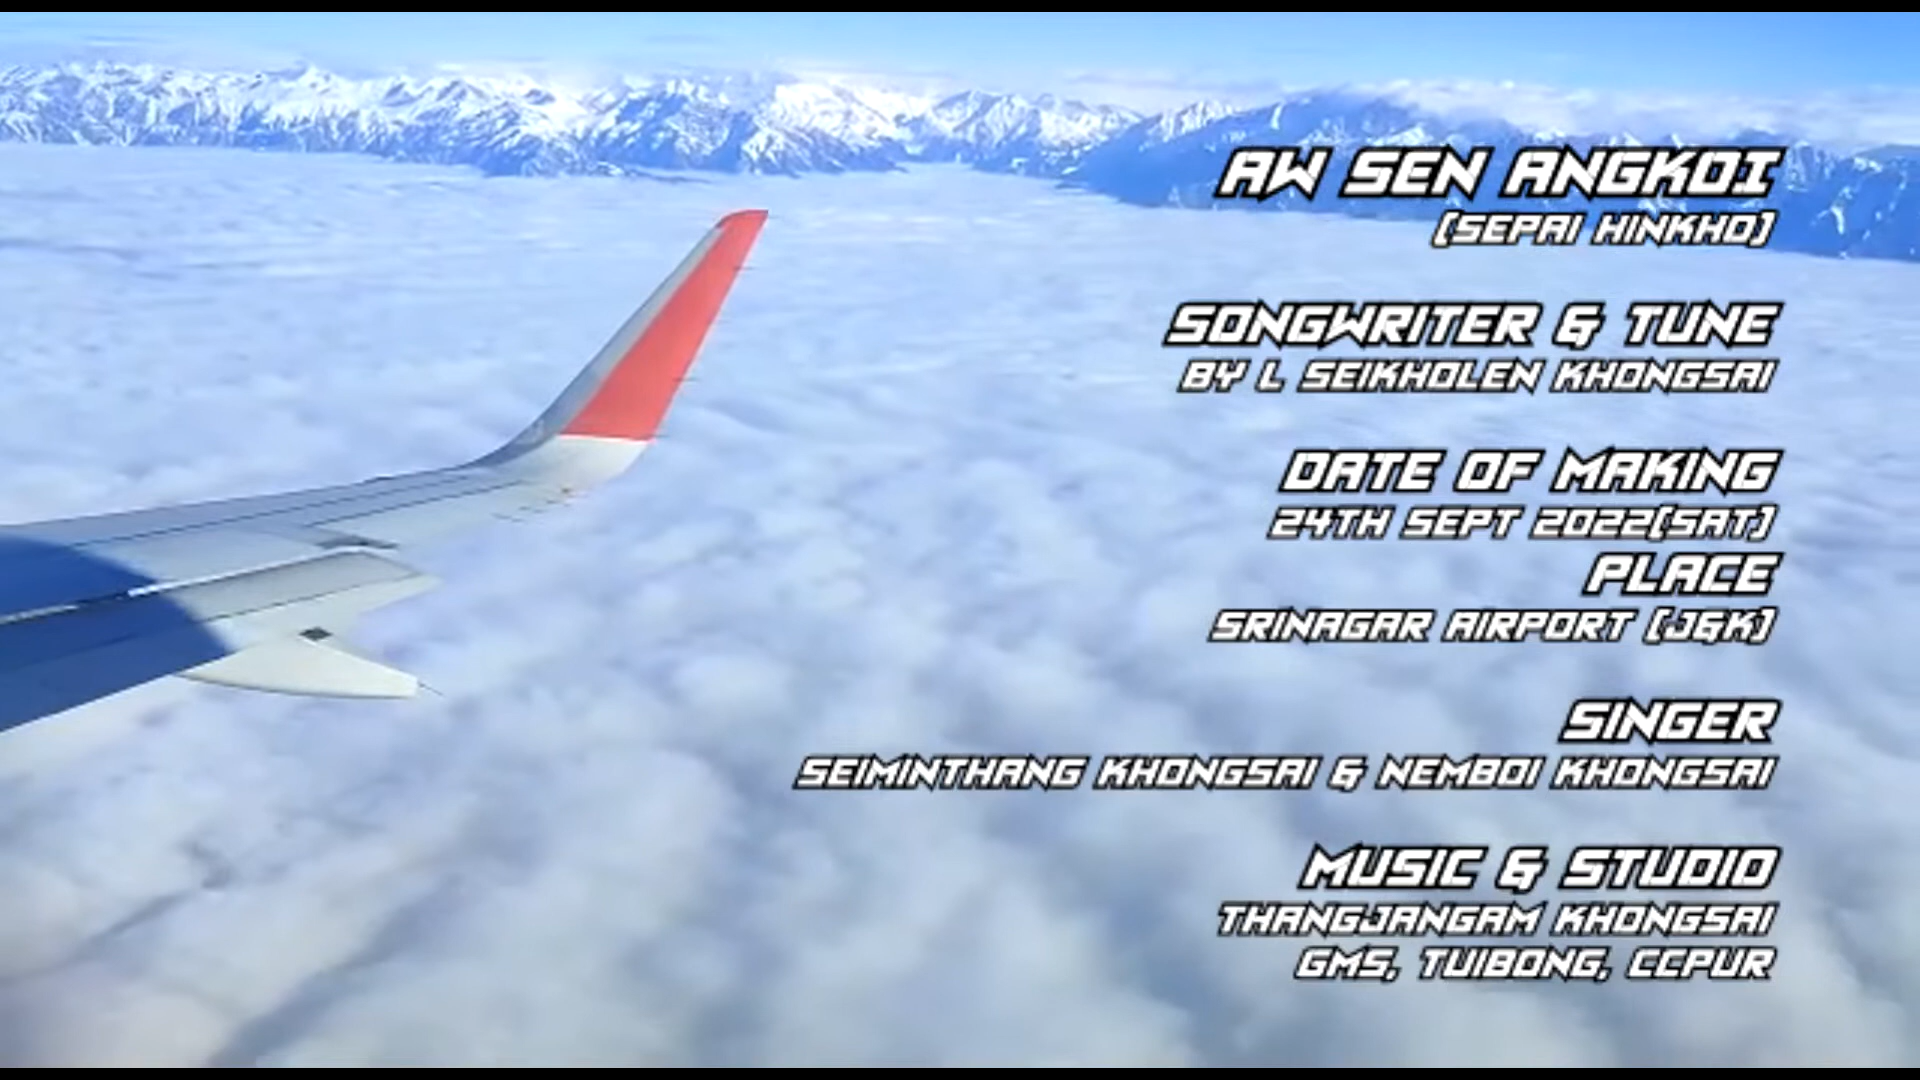 AW SEN ANGKOI
(SEPAI HINKHO)
SONGWRITER & TUNE
BY L SEIKHOLEN KHONGSAI
DATE OF MAKING
24TH SEPT 2022(SAT)
PLACE
SRINAGAR AIRPORT (J&K)
SINGER
SEIMINTHANG KHONGSAI & NEMBOI KHONGSAI
MUSIC & STUDIO
THANGJANGAM KHONGSAI
GMS, TUIBONG, CCPUR